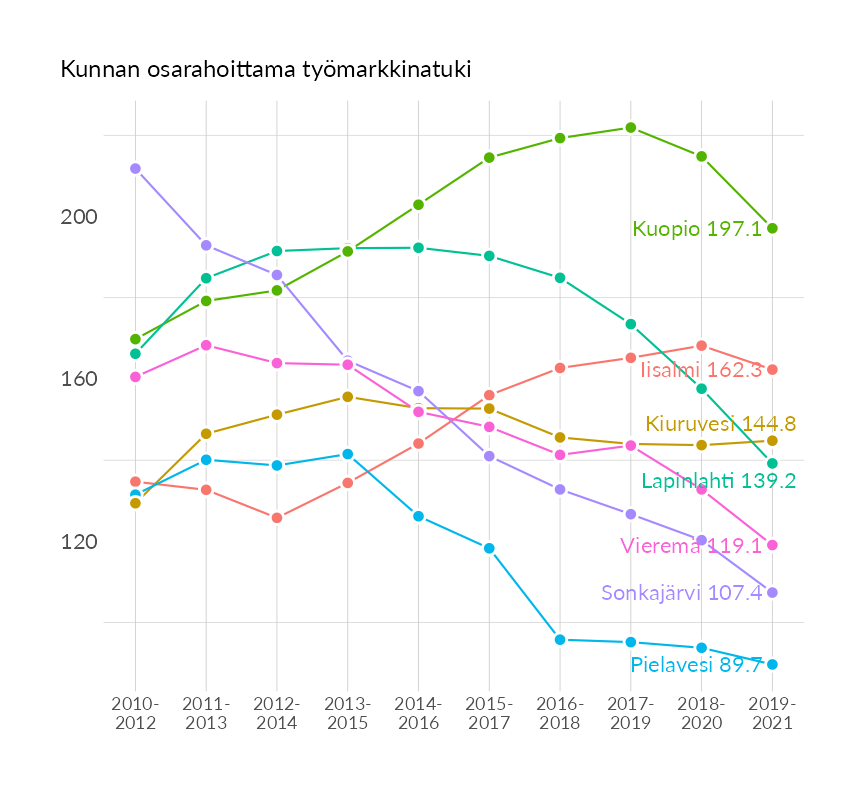 Kunnan osarahoittama työmarkkinatuki
200
160
120
Kuopio 197.1
Iisalmi 162.3
Kiuruvesi 144.8
Lapinlahti 139.2
Vieremä 119.1
Sonkajärvi 107.4
Pielavesi 89.7
2010- 2011- 2012- 2013- 2014- 2015- 2016- 2017- 2018- 2019-
2012 2013 2014 2015 2016 2017 2018 2019 2020 2021